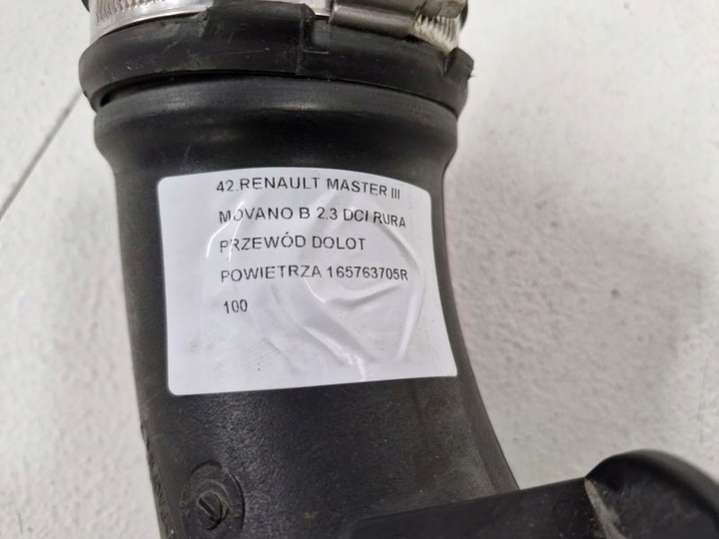 42.RENAULT MASTER III
MOVANO B 2.3 DCI RURA
PRZEWÓD DOLOT
POWIETRZA 165763705R
100